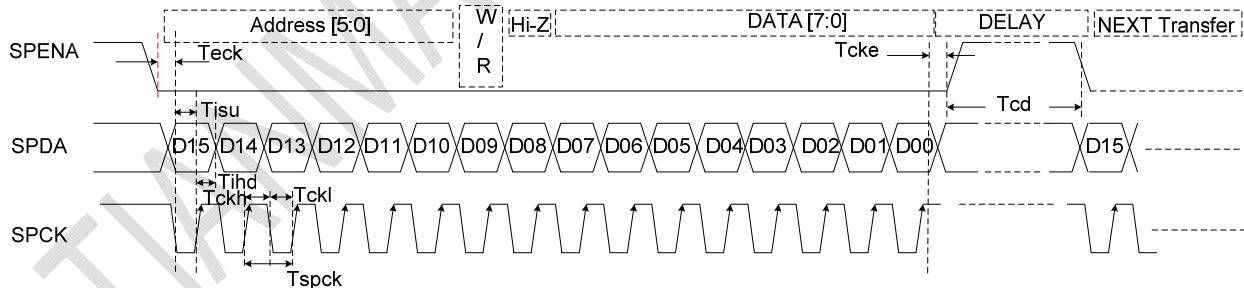 Address [5:0]
W
/
R
Hi-Z
DATA [7:0]
DELAY
NEXT Transfer
SPENA
Teck
Tcke
Tcd
Tisu
SPDA
D15
D14
D13
D12
D11
D10
D09
D08
D07
D06
D05
D04
D03
D02
D01
D00
D15
Tihd
Tckh
Tckl
SPCK
Tspck
TIANMA